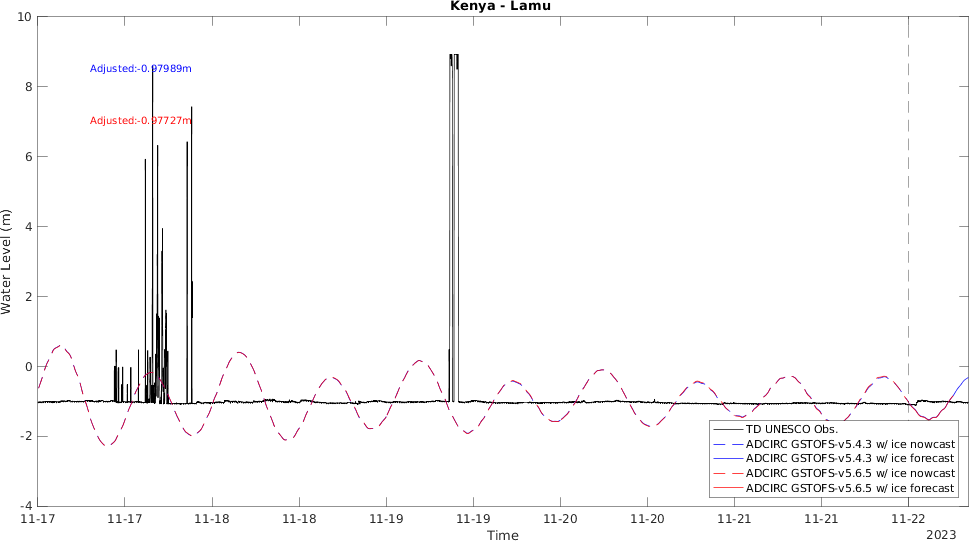 Kenya - Lamu
10
8
6
4
2
0
-2
-4
Water Level (m)
Adjusted:-0.97989m
Adjusted:-0.97727m
TD UNESCO Obs.
ADCIRC GSTOFS-v5.4.3 w/ ice nowcast
ADCIRC GSTOFS-v5.4.3 w/ ice forecast
ADCIRC GSTOFS-v5.6.5 w/ ice nowcast
ADCIRC GSTOFS-v5.6.5 w/ ice forecast
11-17 11-17 11-18 11-18 11-19 11-19 11-20 11-20 11-21 11-21 11-22
Time
2023